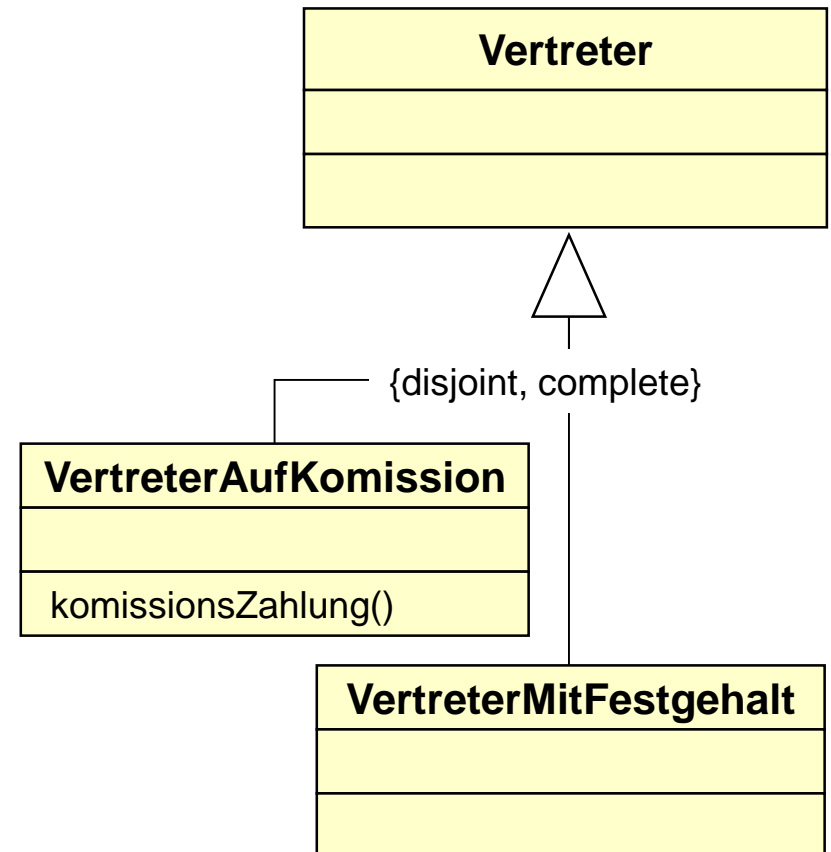 Vertreter
{disjoint, complete}
VertreterAufKomission
komissionsZahlung()
VertreterMitFestgehalt